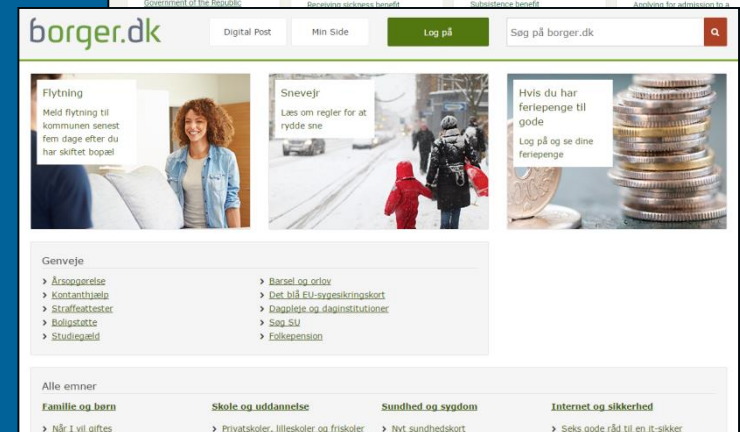 Government of the Republic
Receiving sickness benefit
Subsistence benefit
Applying for admission to a
borger.dk
Digital Post
Min Side
Log på
Søg på borger.dk
Flytning
Meld flytning til
kommunen senest
fem dage efter du
har skiftet bopæl
Snevejr
Læs om regler for at
rydde sne
Hvis du har
feriepenge til
gode
Log på og se dine
feriepenge
Genveje
> Årsopgørelse
> Kontanthjælp
> Straffeattester
> Boligstøtte
> Studiegæld
> Barsel og orlov
> Det blå EU-sygesikringskort
> Dagpleje og daginstitutioner
> Søg SU
> Folkepension
Alle emner
Familie og børn
> Når I vil giftes
Skole og uddannelse
> Privatskoler, lilleskoler og friskoler
Sundhed og sygdom
> Nyt sundhedskort
Internet og sikkerhed
> Seks gode råd til en it-sikker